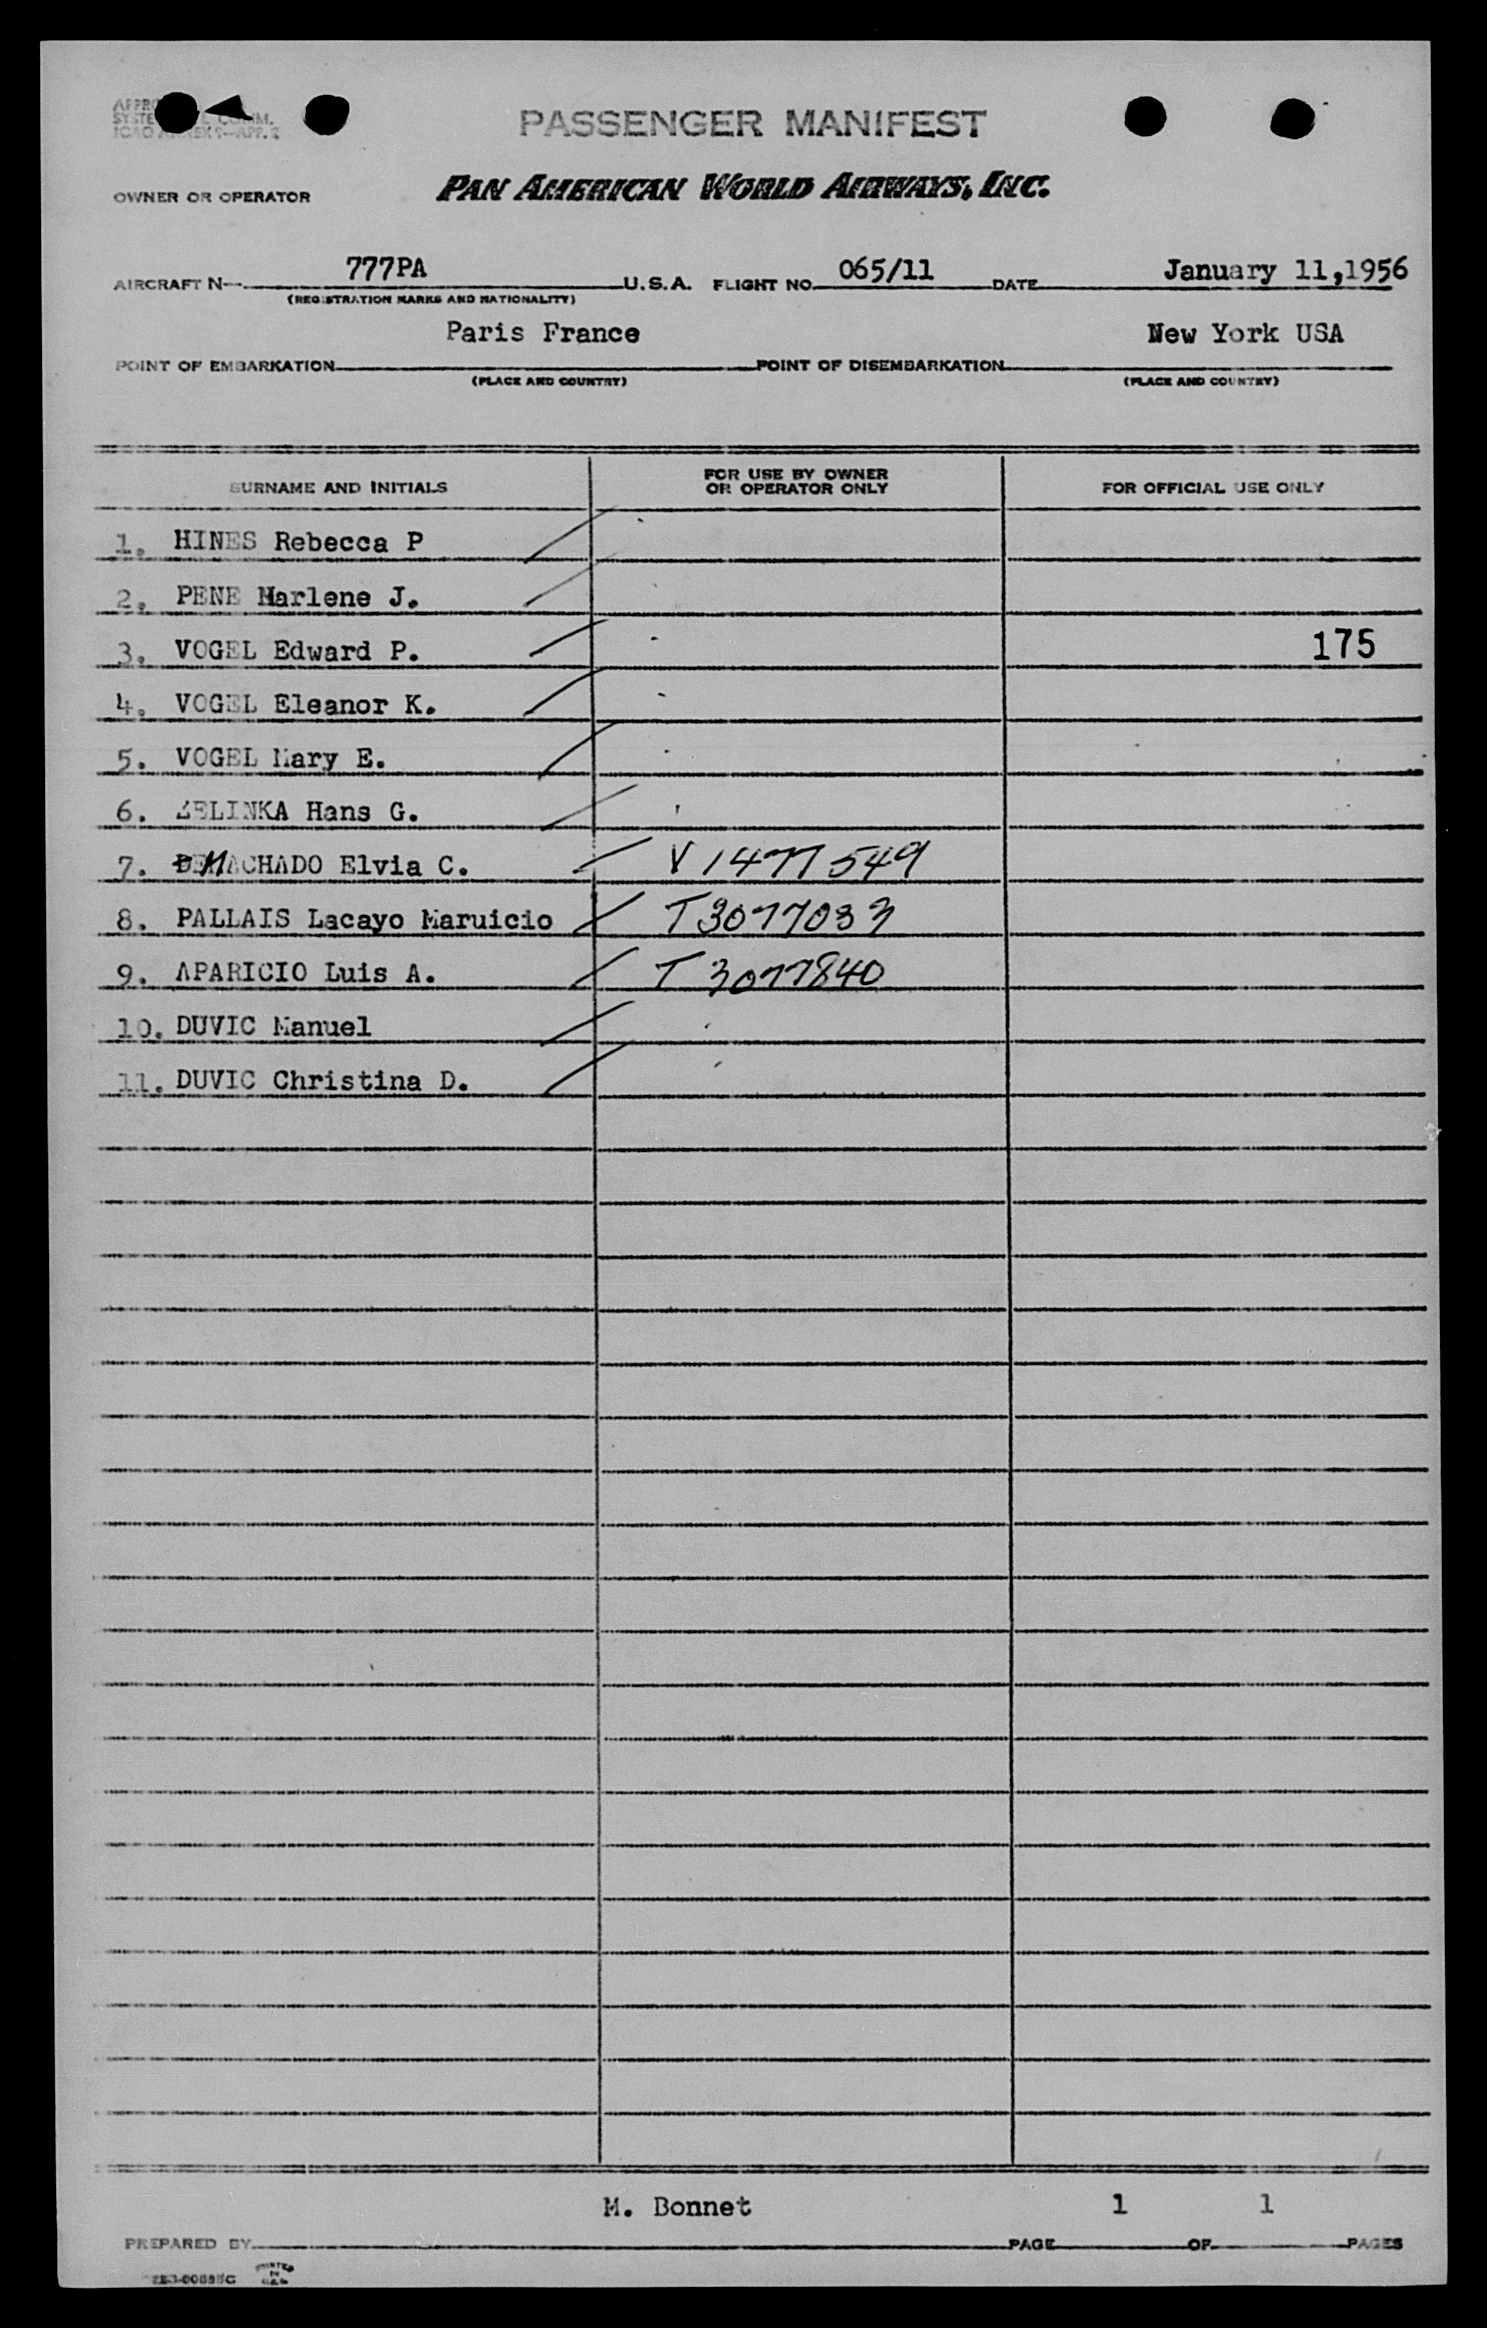 PASSENGER MANIFEST
OWNER OR OPERATOR PAN AMERICAN WORLD AIRWAYS, INC.
AIRCRAFT N— 777PA U.S.A. FLIGHT NO. 065/11 DATE January 11,1956
(REGISTRATION MARKS AND NATIONALITY)
Paris France New York USA
POINT OF EMBARKATION POINT OF DISEMBARKATION
(PLACE AND COUNTRY) (PLACE AND COUNTRY)
SURNAME AND INITIALS FOR USE BY OWNER OR OPERATOR ONLY FOR OFFICIAL USE ONLY
1. HINES Rebecca P
2. PENE Marlene J.
3. VOGEL Edward P. 175
4. VOGEL Eleanor K.
5. VOGEL Mary E.
6. ZELINKA Hans G.
7. DEMACHADO Elvia C. V 1477549
8. PALLAIS Lacayo Maruicio T3077083
9. APARICIO Luis A. T 3077840
10. DUVIC Manuel
11. DUVIC Christina D.
M. Bonnet 1 1
PREPARED BY PAGE OF PAGES
PRINTED
IN
U.S.A.